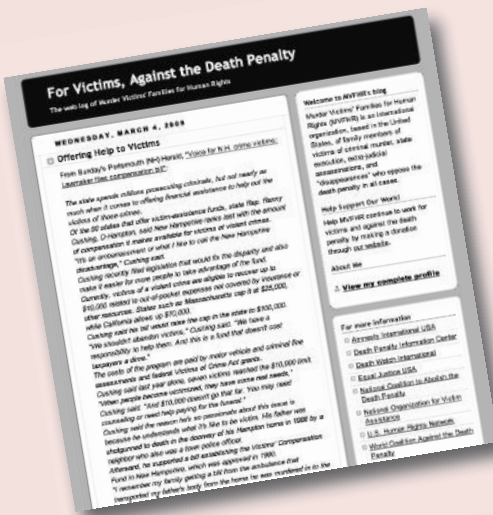 For Victims, Against the Death Penalty
The web log of Murder Victims' Families for Human Rights
WEDNESDAY, MARCH 4, 2009
Offering Help to Victims
From Sunday's Portsmouth (NH) Herald, "Voice for N.H. crime victims:
Lawmaker files compensation bill":
The state spends millions prosecuting criminals, but not nearly as
much when it comes to offering financial assistance to help out the
victims of those crimes.
Of the 50 states that offer victim-assistance funds, state Rep. Renny
Cushing, D-Hampton, said New Hampshire ranks last with the amount
of compensation it makes available for victims of violent crimes.
"It's an embarrassment or what I like to call the New Hampshire
disadvantage," Cushing said.
Cushing recently filed legislation that would fix the disparity and also
make it easier for more people to take advantage of the fund.
Currently, victims of a violent crime are eligible to recover up to
$10,000 related to out-of-pocket expenses not covered by insurance or
other resources. States such as Massachusetts cap it at $25,000,
while California allows up $70,000.
Cushing said his bill would raise the cap in the state to $100,000.
"We shouldn't abandon victims," Cushing said. "We have a
responsibility to help them. And this is a fund that doesn't cost
taxpayers a dime."
The costs of the program are paid by motor vehicle and criminal fine
assessments and federal Victims of Crime Act grants.
Cushing said last year alone, seven victims reached the $10,000 limit.
"When people become victimized, they have some real needs,"
Cushing said. "And $10,000 doesn't go that far. You may need
counseling or need help paying for the funeral."
Cushing said the reason he's so passionate about this issue is
because he understands what it's like to be victim. His father was
shotgunned to death in the doorway of his Hampton home in 1988 by a
neighbor who also was a town police officer.
Afterward, he supported a bill establishing the Victims' Compensation
Fund in New Hampshire, which was approved in 1990.
"I remember my family getting a bill from the ambulance that
transported my father's body from the home he was murdered in to the
Welcome to MVFHR's blog
Murder Victims' Families for Human
Rights (MVFHR) is an international
organization, based in the United
States, of family members of
victims of criminal murder, state
execution, extra-judicial
assassinations, and
"disappearances" who oppose the
death penalty in all cases.
Help Support Our Work!
Help MVFHR continue to work for
victims and against the death
penalty by making a donation
through our website.
About Me
View my complete profile
For more information
Amnesty International USA
Death Penalty Information Center
Death Watch International
Equal Justice USA
National Coalition to Abolish the
Death Penalty
National Organization for Victim
Assistance
U.S. Human Rights Network
World Coalition Against the Death
Penalty